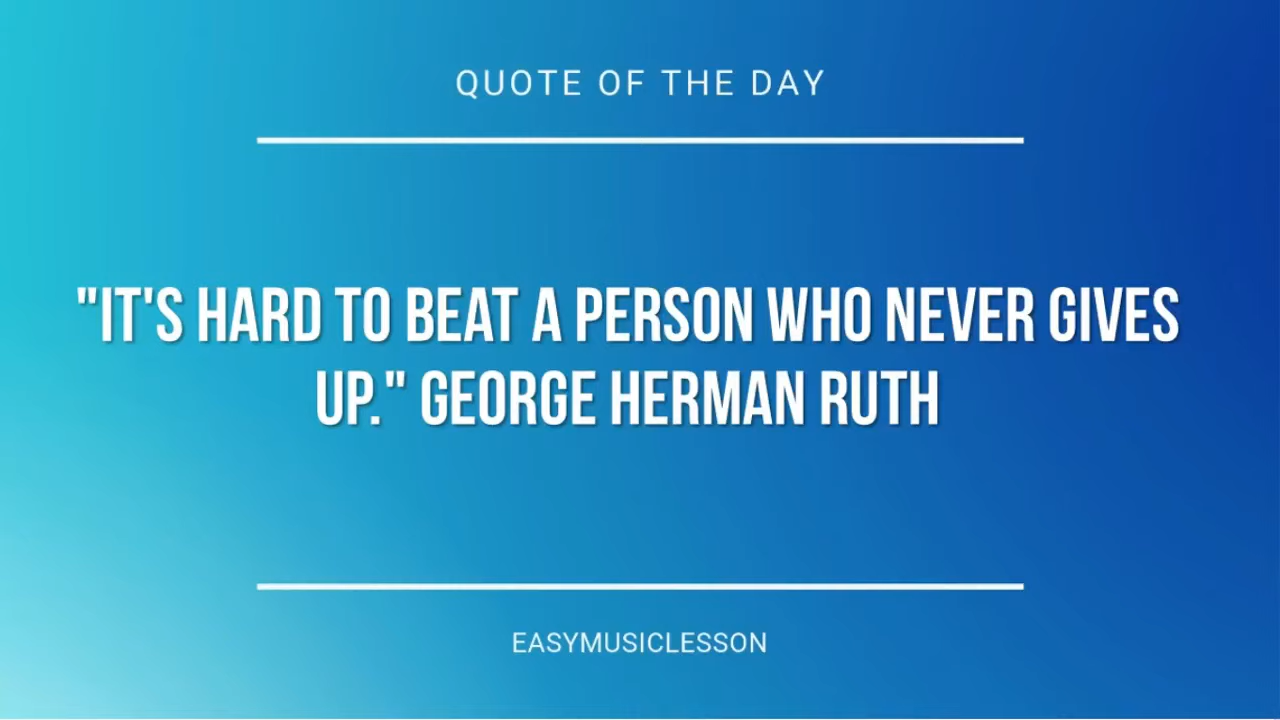 QUOTE OF THE DAY
"IT'S HARD TO BEAT A PERSON WHO NEVER GIVES
UP." GEORGE HERMAN RUTH
EASYMUSICLESSON